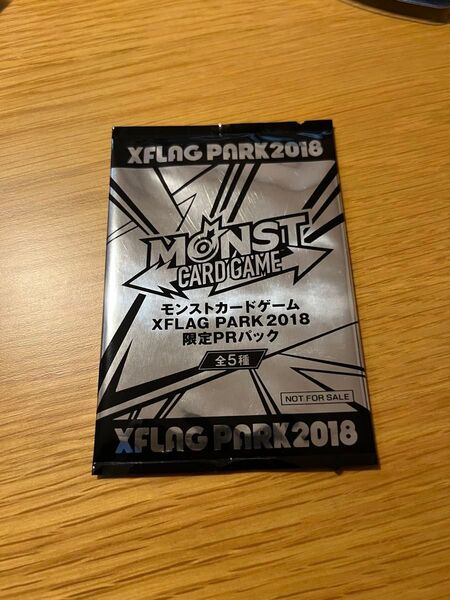 XFLAG PARK2018
MONST
CARD GAME
モンストカードゲーム
XFLAG PARK 2018
限定PRパック
全5種
NOT FOR SALE
XFLAG PARK2018